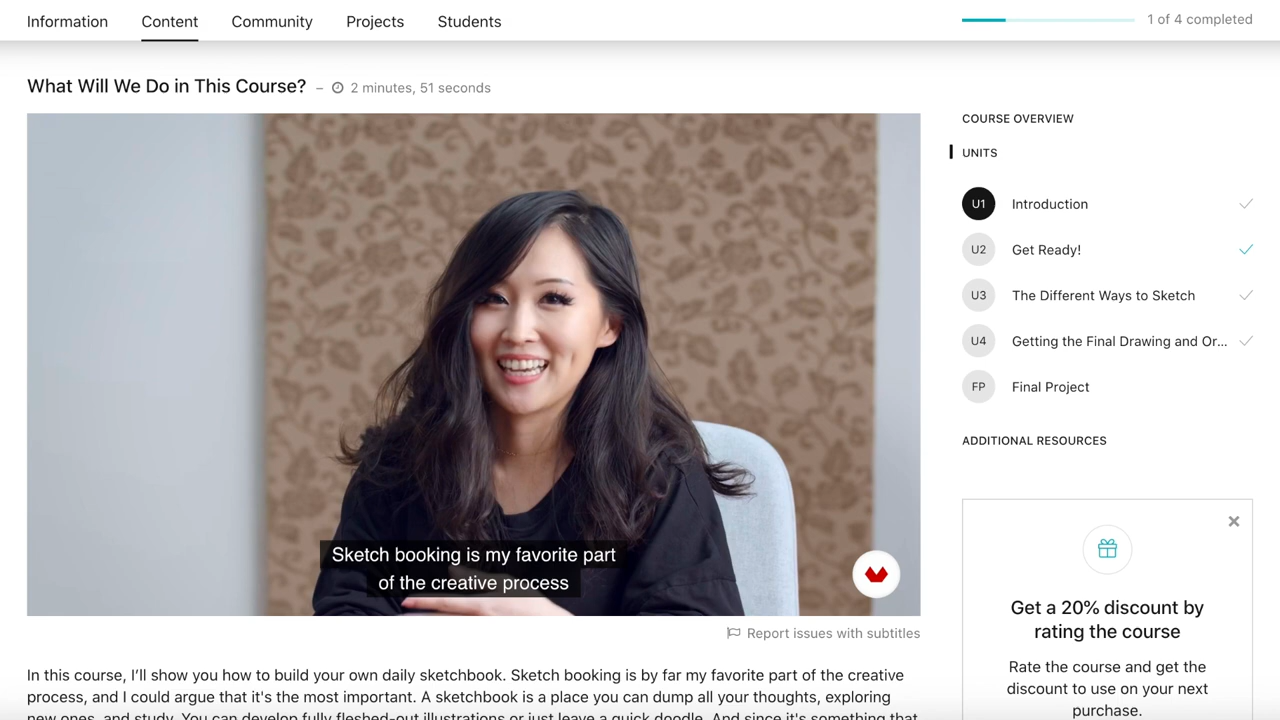 Information Content Community Projects Students 1 of 4 completed
What Will We Do in This Course? – 2 minutes, 51 seconds
Sketch booking is my favorite part
of the creative process
Report issues with subtitles
In this course, I’ll show you how to build your own daily sketchbook. Sketch booking is by far my favorite part of the creative
process, and I could argue that it's the most important. A sketchbook is a place you can dump all your thoughts, exploring
new ones, and study. You can develop fully fleshed-out illustrations or just leave a quick doodle. And since it's something that
COURSE OVERVIEW
UNITS
U1 Introduction
U2 Get Ready!
U3 The Different Ways to Sketch
U4 Getting the Final Drawing and Or...
FP Final Project
ADDITIONAL RESOURCES
Get a 20% discount by
rating the course
Rate the course and get the
discount to use on your next
purchase.